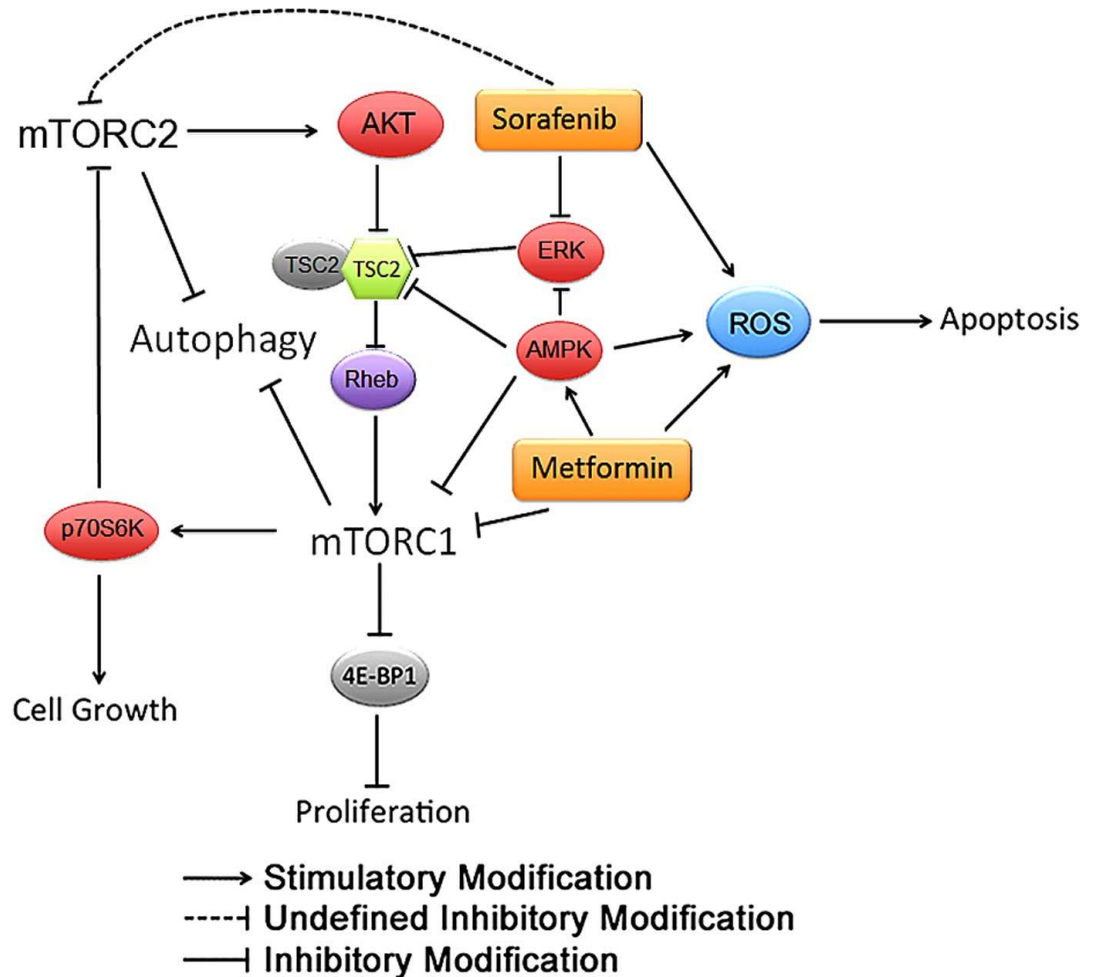 mTORC2
AKT
Sorafenib
TSC2
TSC2
ERK
Autophagy
Rheb
AMPK
ROS
Apoptosis
Metformin
p70S6K
mTORC1
4E-BP1
Cell Growth
Proliferation
Stimulatory Modification
Undefined Inhibitory Modification
Inhibitory Modification